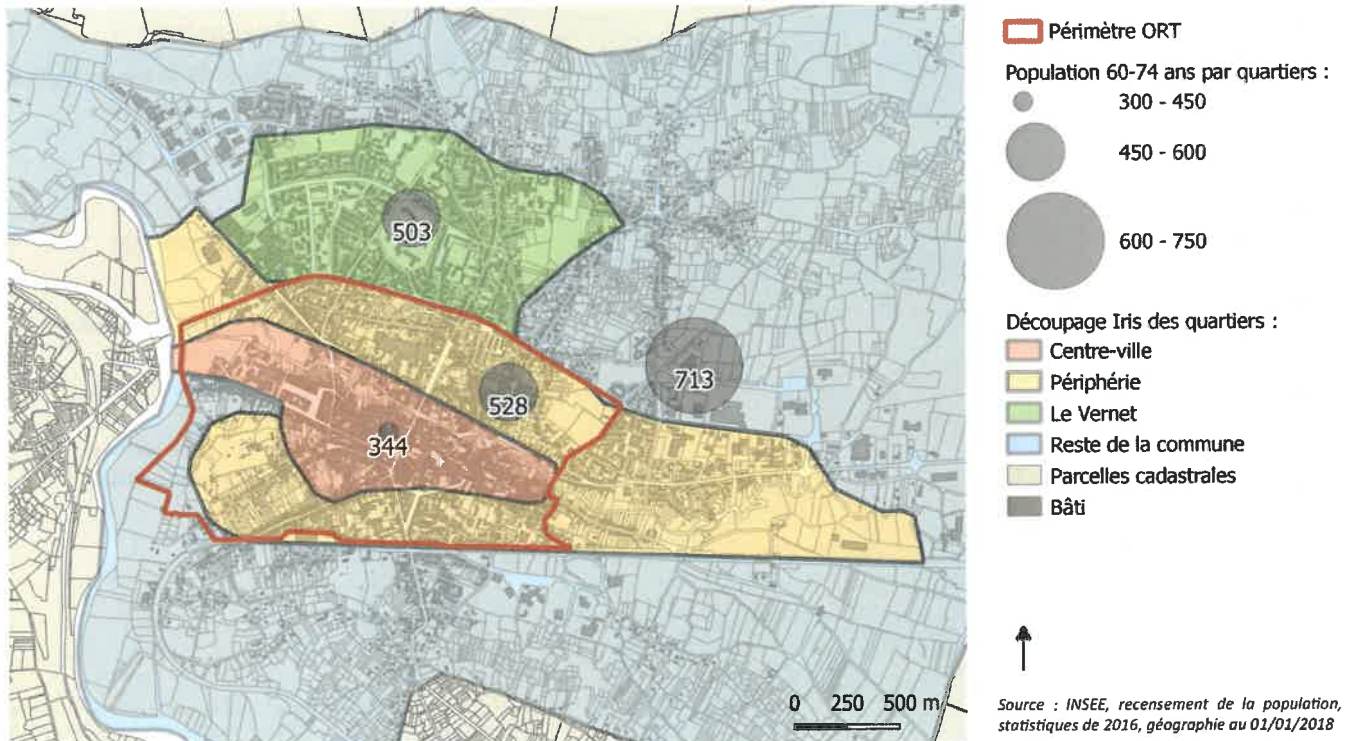 503
713
528
344
0 250 500 m
Périmètre ORT
Population 60-74 ans par quartiers :
300 - 450
450 - 600
600 - 750
Découpage Iris des quartiers :
Centre-ville
Périphérie
Le Vernet
Reste de la commune
Parcelles cadastrales
Bâti
Source : INSEE, recensement de la population,
statistiques de 2016, géographie au 01/01/2018